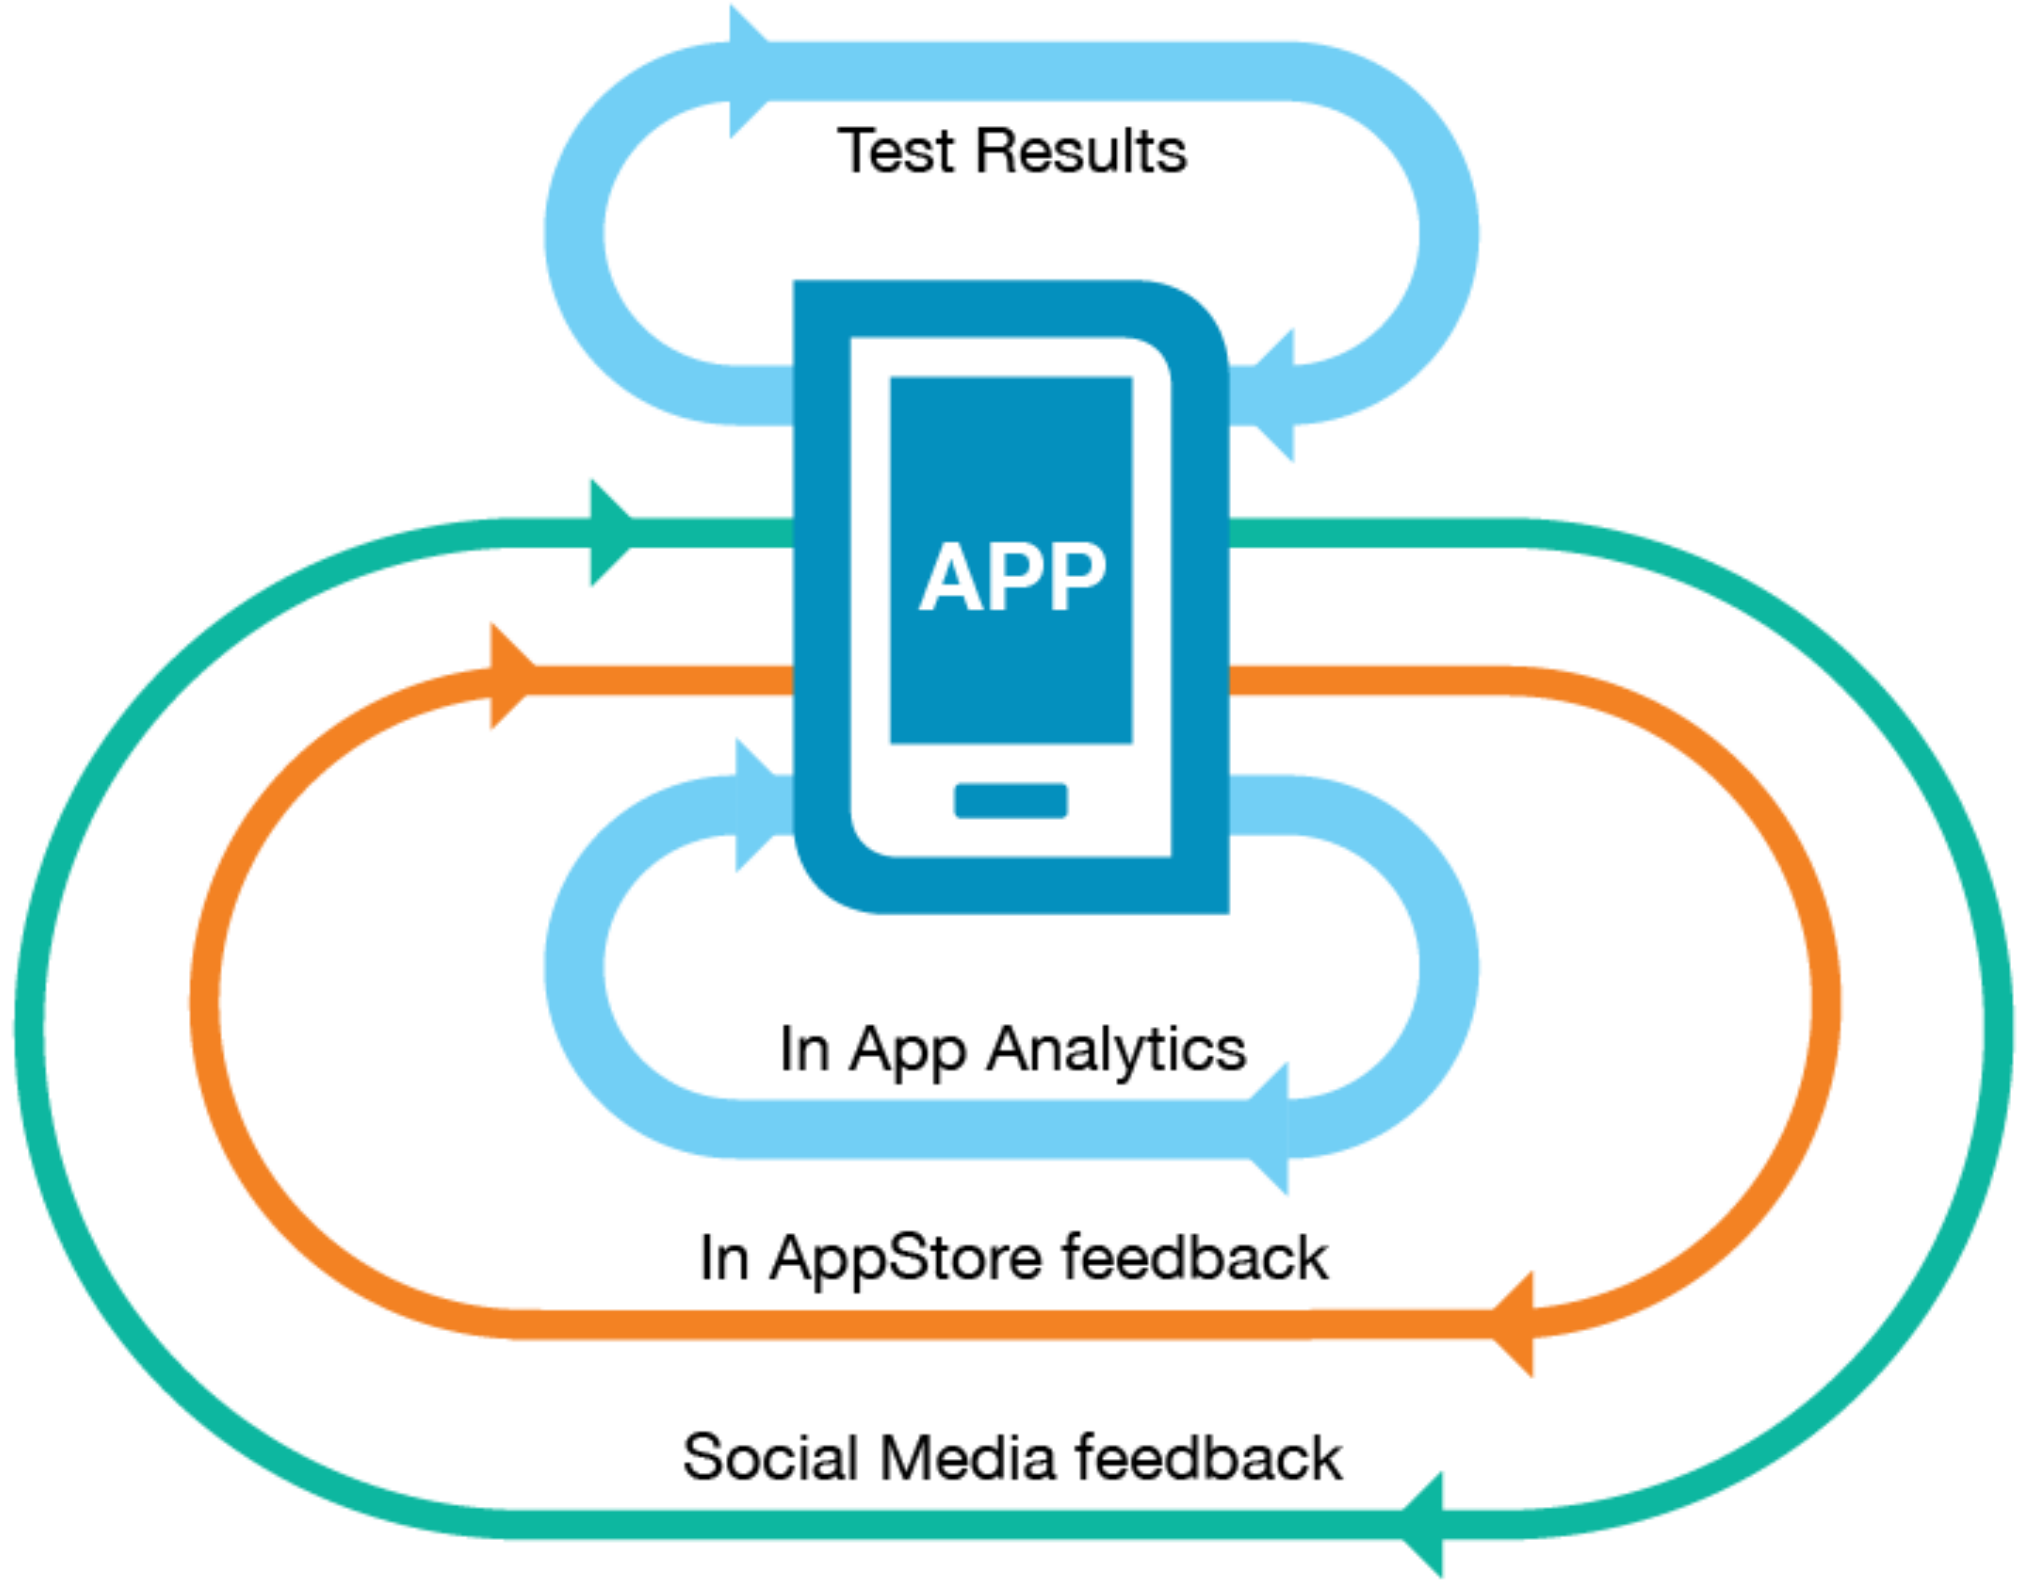 Test Results
APP
In App Analytics
In AppStore feedback
Social Media feedback